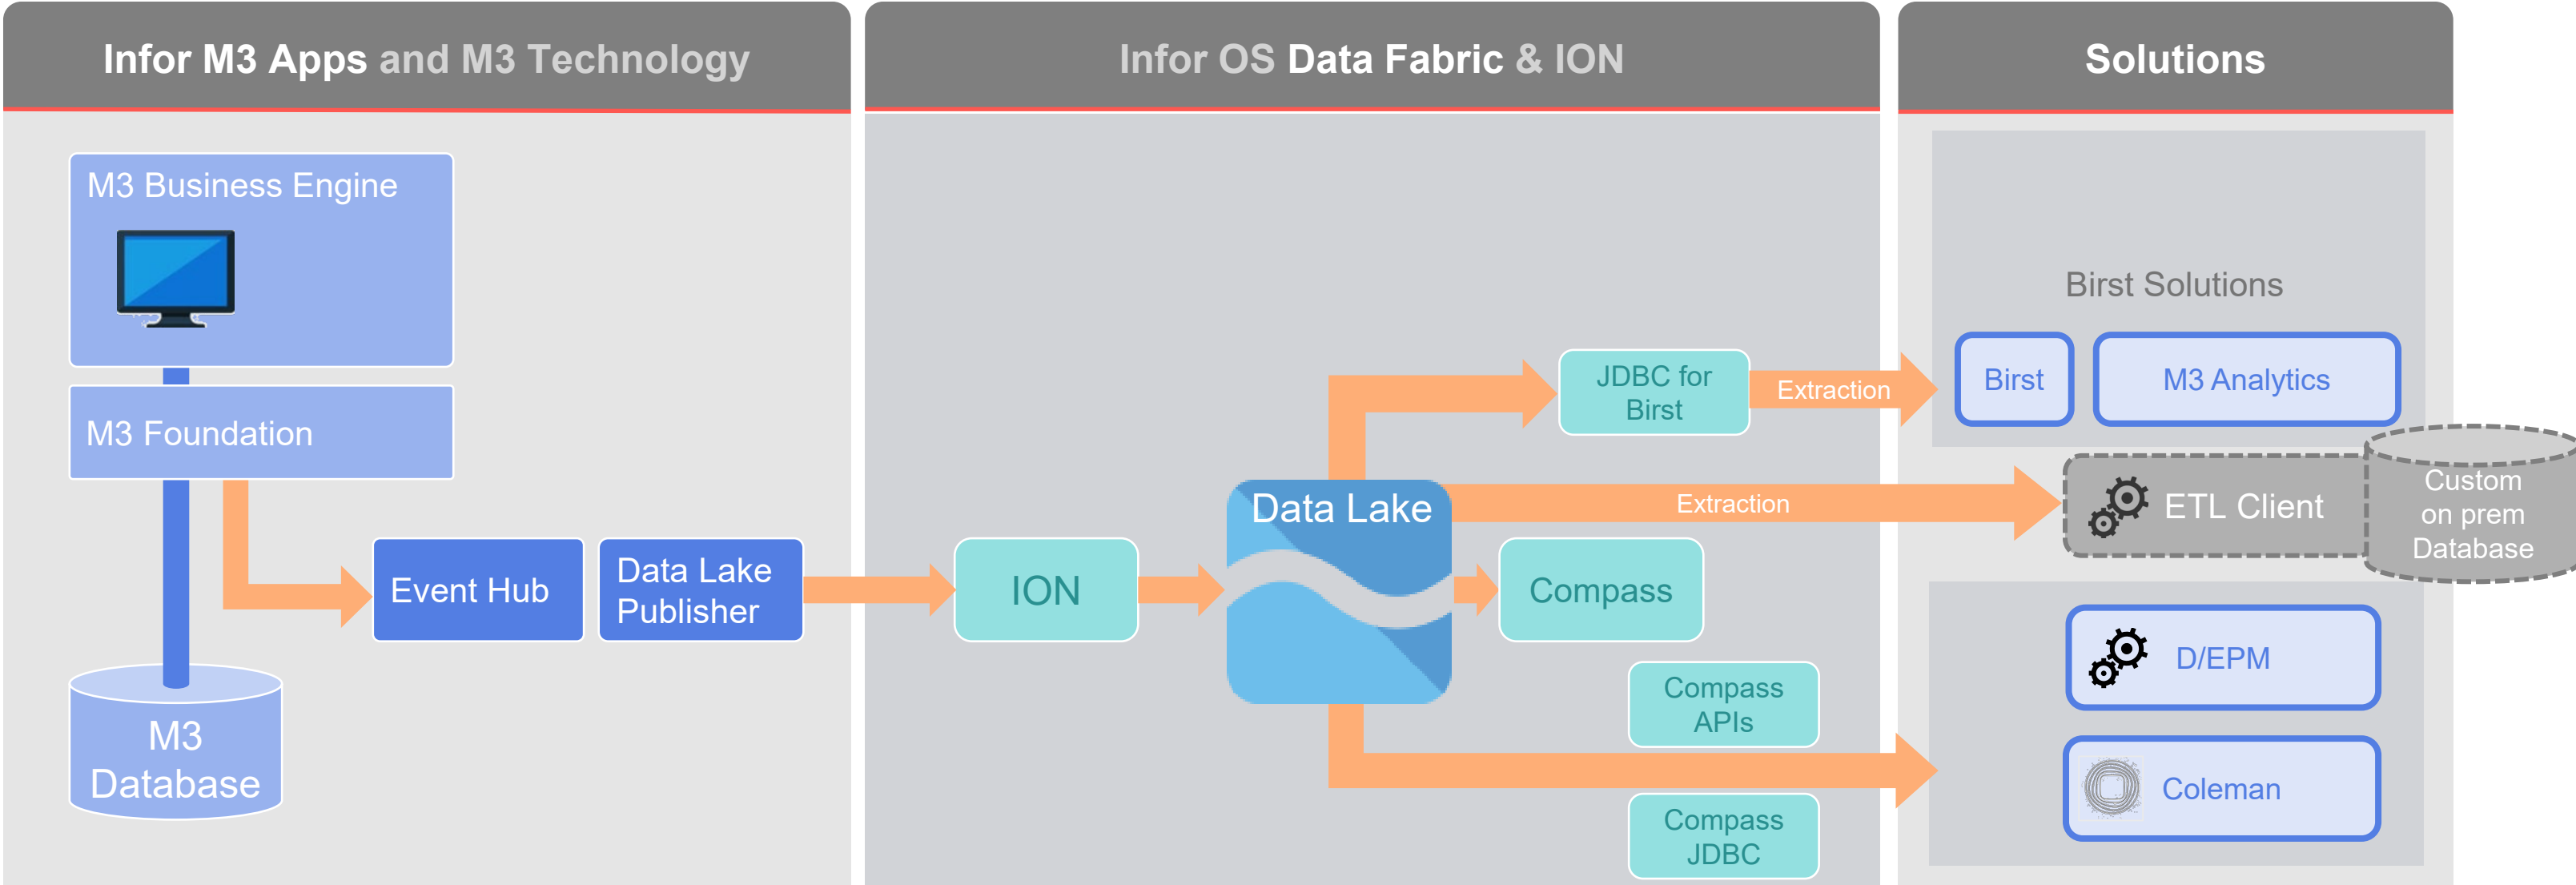 Infor M3 Apps and M3 Technology
Infor OS Data Fabric & ION
Solutions
M3 Business Engine
M3 Foundation
Event Hub
Data Lake
Publisher
M3
Database
ION
Data Lake
JDBC for
Birst
Extraction
Extraction
Compass
Compass
APIs
Compass
JDBC
Birst Solutions
Birst
M3 Analytics
ETL Client
Custom
on prem
Database
D/EPM
Coleman